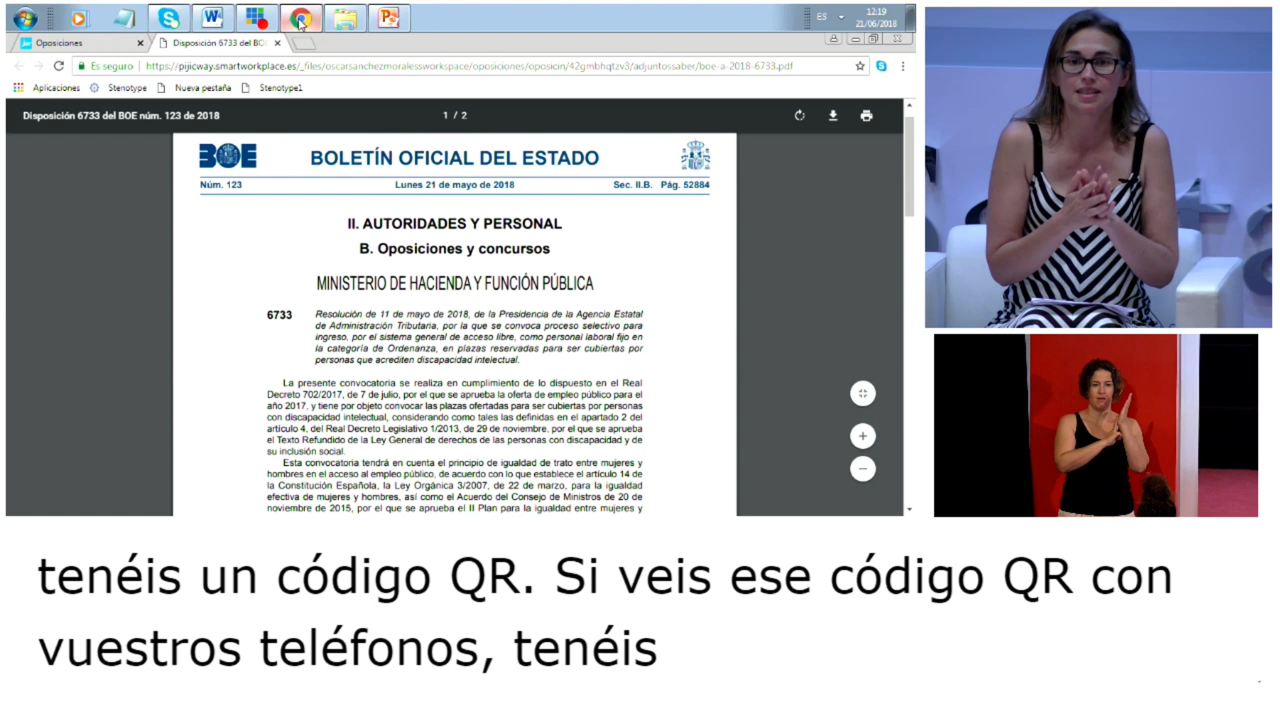 ES
12:19
21/06/2018
Oposiciones
Disposición 6733 del BO
Es seguro
https://pijicway.smartworkplace.es/_files/oscarsanchezmoralessworkspace/oposiciones/oposicin/42gmbhqtzv3/adjuntossaber/boe-a-2018-6733.pdf
Aplicaciones Stenotype Nueva pestaña Stenotype1
Disposición 6733 del BOE núm. 123 de 2018
1 / 2
BOE
BOLETÍN OFICIAL DEL ESTADO
Núm. 123 Lunes 21 de mayo de 2018 Sec. II.B. Pág. 52884
II. AUTORIDADES Y PERSONAL
B. Oposiciones y concursos
MINISTERIO DE HACIENDA Y FUNCIÓN PÚBLICA
6733 Resolución de 11 de mayo de 2018, de la Presidencia de la Agencia Estatal
de Administración Tributaria, por la que se convoca proceso selectivo para
ingreso, por el sistema general de acceso libre, como personal laboral fijo en
la categoría de Ordenanza, en plazas reservadas para ser cubiertas por
personas que acrediten discapacidad intelectual.
La presente convocatoria se realiza en cumplimiento de lo dispuesto en el Real
Decreto 702/2017, de 7 de julio, por el que se aprueba la oferta de empleo público para el
año 2017, y tiene por objeto convocar las plazas ofertadas para ser cubiertas por personas
con discapacidad intelectual, considerando como tales las definidas en el apartado 2 del
artículo 4, del Real Decreto Legislativo 1/2013, de 29 de noviembre, por el que se aprueba
el Texto Refundido de la Ley General de derechos de las personas con discapacidad y de
su inclusión social.
Esta convocatoria tendrá en cuenta el principio de igualdad de trato entre mujeres y
hombres en el acceso al empleo público, de acuerdo con lo que establece el artículo 14 de
la Constitución Española, la Ley Orgánica 3/2007, de 22 de marzo, para la igualdad
efectiva de mujeres y hombres, así como el Acuerdo del Consejo de Ministros de 20 de
noviembre de 2015, por el que se aprueba el II Plan para la igualdad entre mujeres y
tenéis un código QR. Si veis ese código QR con
vuestros teléfonos, tenéis